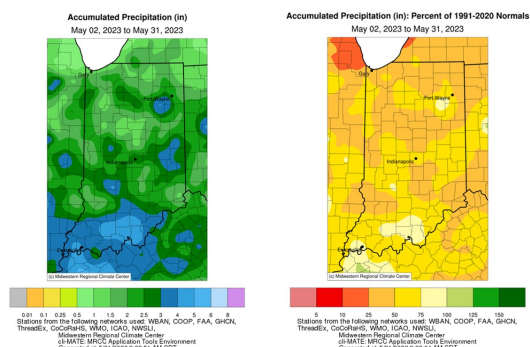 Accumulated Precipitation (in)
May 02, 2023 to May 31, 2023
Gary
Fort Wayne
Indianapolis
(c) Midwestern Regional Climate Center
0.01 0.1 0.25 0.5 1 1.5 2 2.5 3 4 5 6 8
Stations from the following networks used: WBAN, COOP, FAA, GHCN,
ThreadEx, CoCoRaHS, WMO, ICAO, NWSLI,
Midwestern Regional Climate Center
cli-MATE: MRCC Application Tools Environment
Accumulated Precipitation (in): Percent of 1991-2020 Normals
May 02, 2023 to May 31, 2023
Gary
Fort Wayne
Indianapolis
(c) Midwestern Regional Climate Center
5 10 25 50 75 100 125 150
Stations from the following networks used: WBAN, COOP, FAA, GHCN,
ThreadEx, CoCoRaHS, WMO, ICAO, NWSLI,
Midwestern Regional Climate Center
cli-MATE: MRCC Application Tools Environment